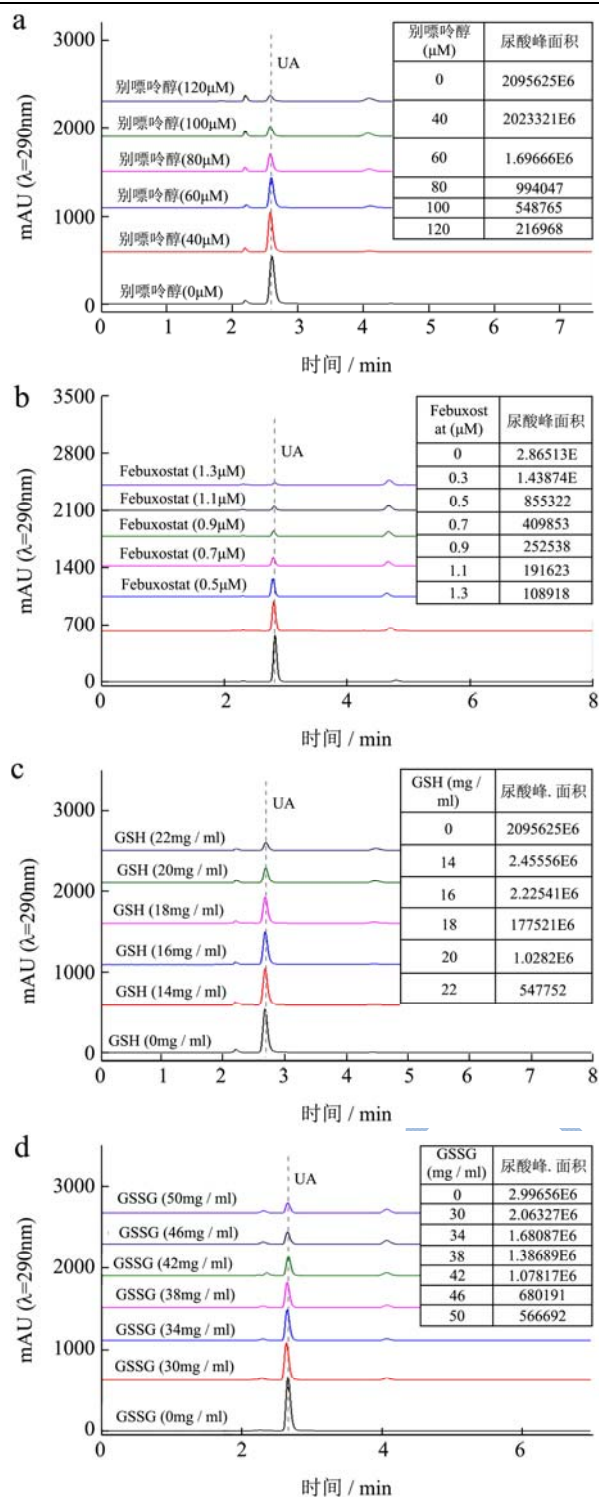 a
3000
2000
1000
0
mAU (λ=290nm)
UA
别嘌呤醇(120μM)
别嘌呤醇(100μM)
别嘌呤醇(80μM)
别嘌呤醇(60μM)
别嘌呤醇(40μM)
别嘌呤醇(0μM)
别嘌呤醇 (μM) 尿酸峰面积
0 2095625E6
40 2023321E6
60 1.69666E6
80 994047
100 548765
120 216968
0 1 2 3 4 5 6 7
时间 / min
b
3500
2800
2100
1400
700
0
mAU (λ=290nm)
UA
Febuxostat (1.3μM)
Febuxostat (1.1μM)
Febuxostat (0.9μM)
Febuxostat (0.7μM)
Febuxostat (0.5μM)
Febuxost
at (μM) 尿酸峰面积
0 2.86513E
0.3 1.43874E
0.5 855322
0.7 409853
0.9 252538
1.1 191623
1.3 108918
0 2 4 6 8
时间 / min
c
3000
2000
1000
0
mAU (λ=290nm)
UA
GSH (22mg / ml)
GSH (20mg / ml)
GSH (18mg / ml)
GSH (16mg / ml)
GSH (14mg / ml)
GSH (0mg / ml)
GSH (mg /
ml) 尿酸峰. 面积
0 2095625E6
14 2.45556E6
16 2.22541E6
18 177521E6
20 1.0282E6
22 547752
0 1 2 3 4 5 6 7 8
时间 / min
d
3000
2000
1000
0
mAU (λ=290nm)
UA
GSSG (50mg / ml)
GSSG (46mg / ml)
GSSG (42mg / ml)
GSSG (38mg / ml)
GSSG (34mg / ml)
GSSG (30mg / ml)
GSSG (0mg / ml)
GSSG
(mg / ml) 尿酸峰. 面积
0 2.99656E6
30 2.06327E6
34 1.68087E6
38 1.38689E6
42 1.07817E6
46 680191
50 566692
0 2 4 6
时间 / min